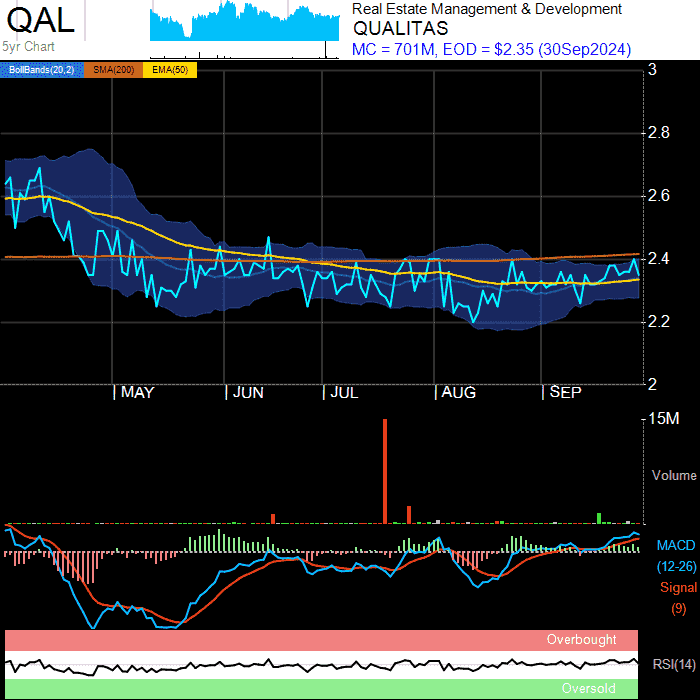 QAL
5yr Chart
Real Estate Management & Development
QUALITAS
MC = 701M, EOD = $2.35 (30Sep2024)
BollBands(20,2) SMA(200) EMA(50)
3
2.8
2.6
2.4
2.2
2
MAY JUN JUL AUG SEP
15M
Volume
MACD
(12-26)
Signal
(9)
Overbought
RSI(14)
Oversold